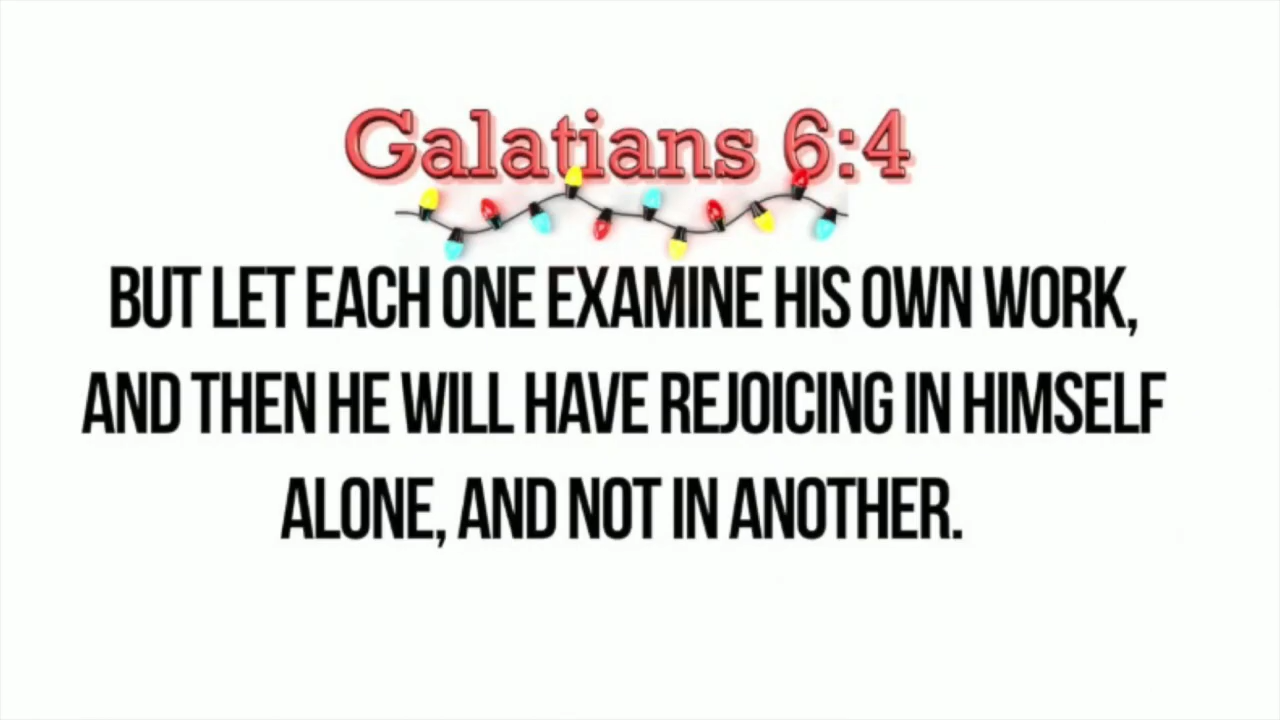 Galatians 6:4
BUT LET EACH ONE EXAMINE HIS OWN WORK,
AND THEN HE WILL HAVE REJOICING IN HIMSELF
ALONE, AND NOT IN ANOTHER.